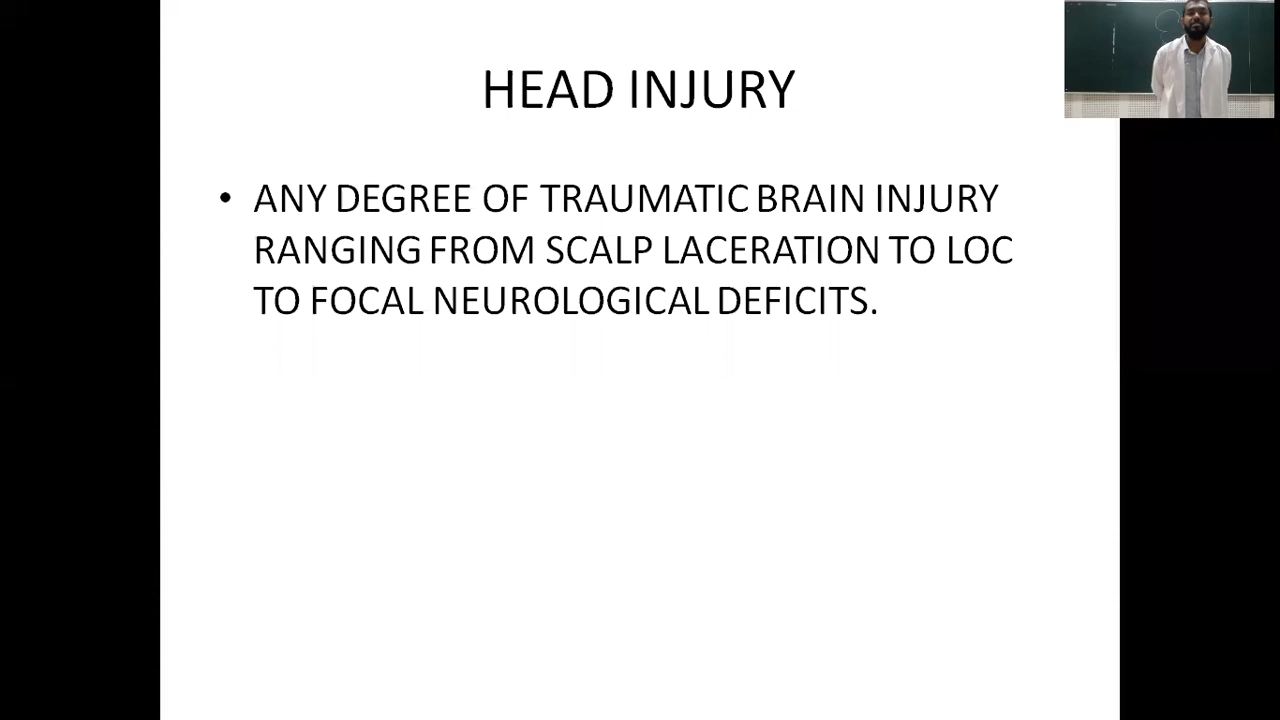 HEAD INJURY
• ANY DEGREE OF TRAUMATIC BRAIN INJURY
RANGING FROM SCALP LACERATION TO LOC
TO FOCAL NEUROLOGICAL DEFICITS.